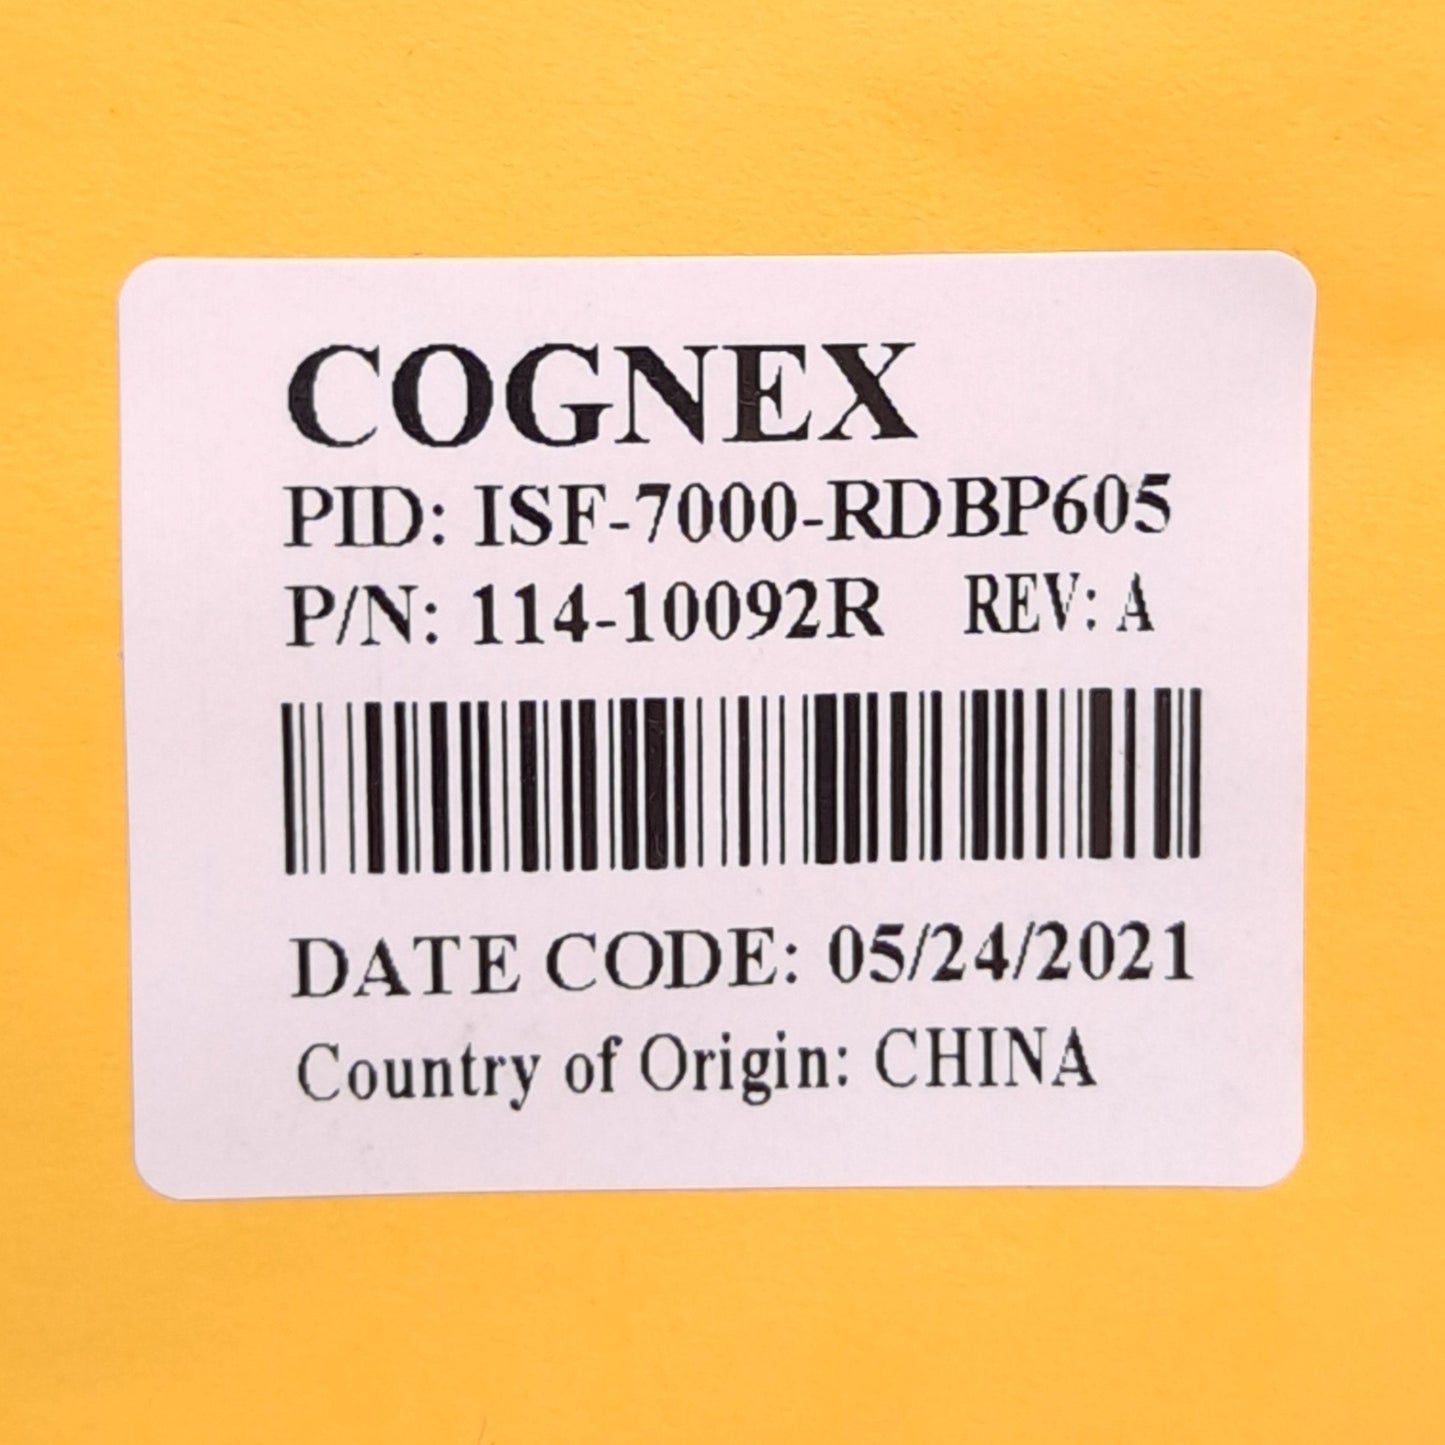 COGNEX
PID: ISF-7000-RDBP605
P/N: 114-10092R REV: A
DATE CODE: 05/24/2021
Country of Origin: CHINA